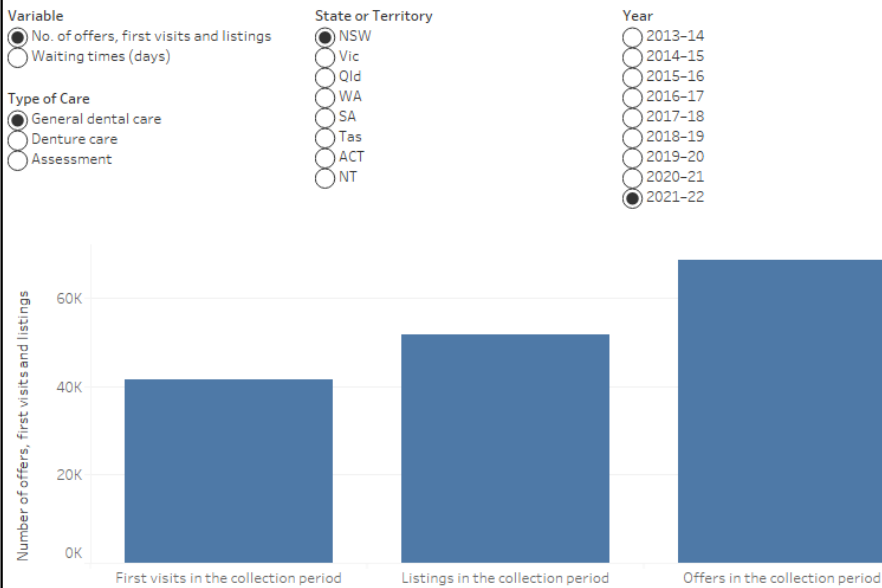 Variable
No. of offers, first visits and listings
Waiting times (days)
Type of Care
General dental care
Denture care
Assessment
State or Territory
NSW
Vic
Qld
WA
SA
Tas
ACT
NT
Year
2013–14
2014–15
2015–16
2016–17
2017–18
2018–19
2019–20
2020–21
2021–22
Number of offers, first visits and listings
60K
40K
20K
0K
First visits in the collection period
Listings in the collection period
Offers in the collection period